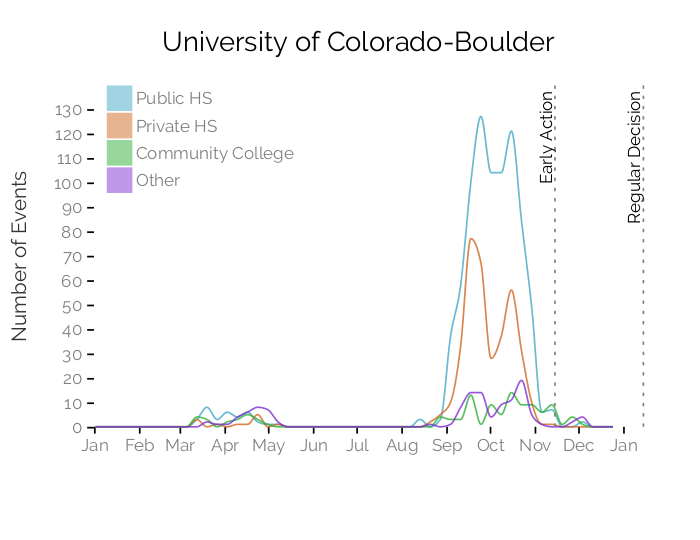 University of Colorado-Boulder
Public HS
Private HS
Community College
Other
Early Action
Regular Decision
Number of Events
130
120
110
100
90
80
70
60
50
40
30
20
10
0
Jan Feb Mar Apr May Jun Jul Aug Sep Oct Nov Dec Jan